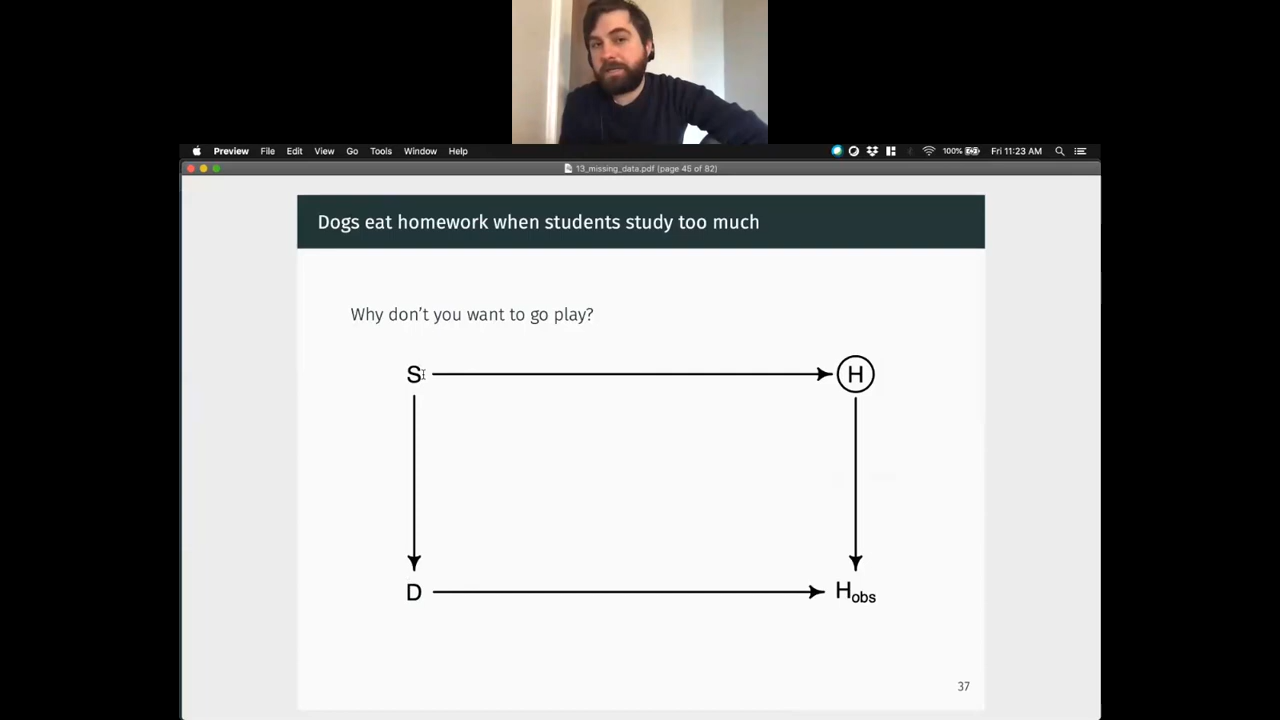 Preview File Edit View Go Tools Window Help 100% Fri 11:23 AM
13_missing_data.pdf (page 45 of 82)
Dogs eat homework when students study too much
Why don't you want to go play?
S H
D Hobs
37